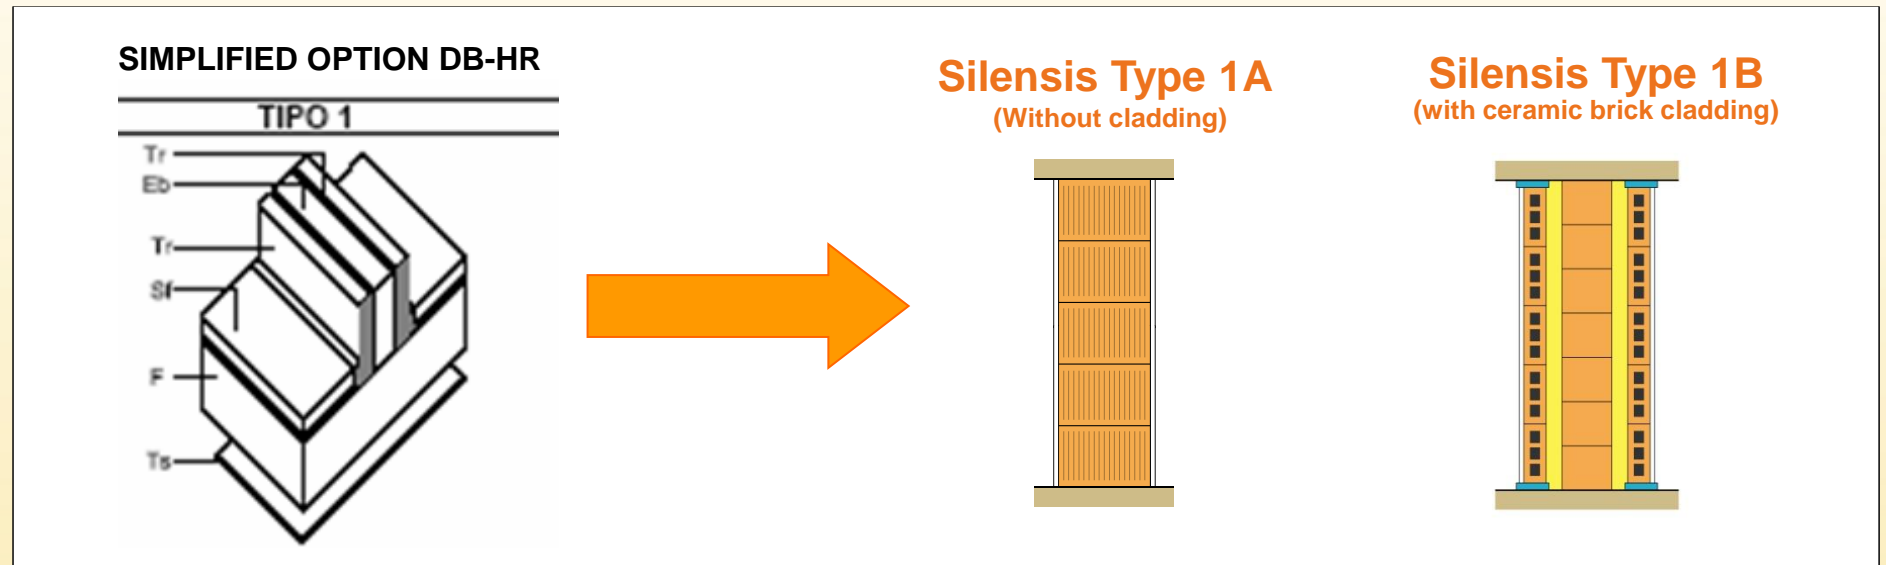 SIMPLIFIED OPTION DB-HR
TIPO 1
Tr
Eb
Tr
Sf
F
Ts
Silensis Type 1A
(Without cladding)
Silensis Type 1B
(with ceramic brick cladding)